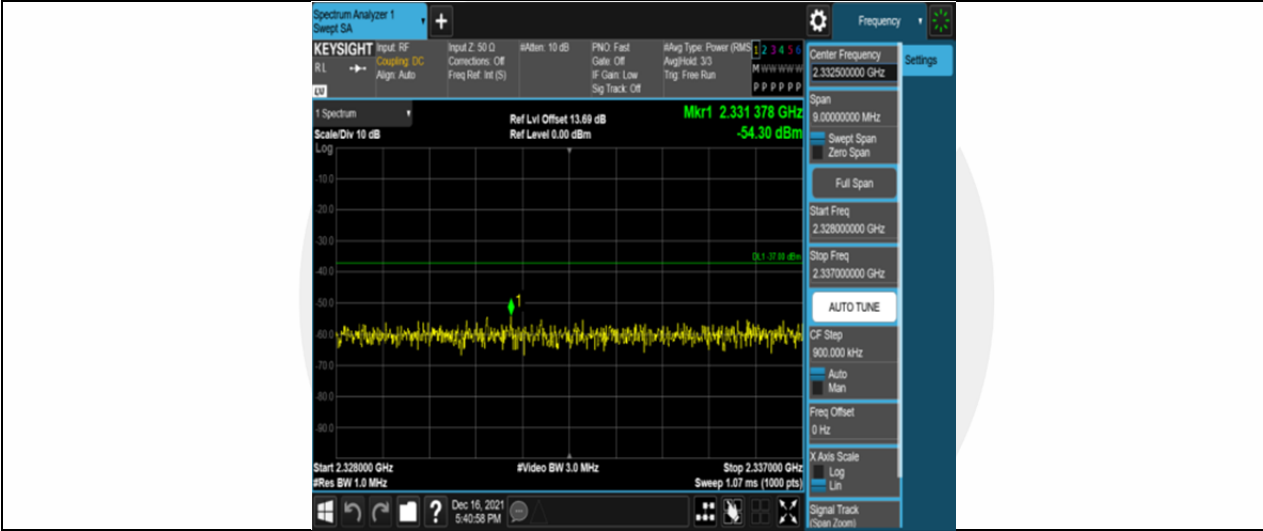 Spectrum Analyzer 1
Swept SA
+
Frequency
KEYSIGHT
Input: RF
Coupling: DC
Align: Auto
RL
LV
Input Z: 50 Ω
Corrections: Off
Freq Ref: Int (S)
#Atten: 10 dB
PNO: Fast
Gate: Off
IF Gain: Low
Sig Track: Off
#Avg Type: Power (RMS
Avg|Hold: 3/3
Trig: Free Run
1 2 3 4 5 6
M W W W W W
P P P P P P
Center Frequency
2.332500000 GHz
Settings
1 Spectrum
Scale/Div 10 dB
Log
Ref Lvl Offset 13.69 dB
Ref Level 0.00 dBm
Mkr1 2.331 378 GHz
-54.30 dBm
Span
9.00000000 MHz
Swept Span
Zero Span
Full Span
Start Freq
2.328000000 GHz
Stop Freq
2.337000000 GHz
AUTO TUNE
CF Step
900.000 kHz
Auto
Man
Freq Offset
0 Hz
X Axis Scale
Log
Lin
Signal Track
(Span Zoom)
-10.0
-20.0
-30.0
DL1 -37.00 dBm
-40.0
-50.0
1
-60.0
-70.0
-80.0
-90.0
Start 2.328000 GHz
#Res BW 1.0 MHz
#Video BW 3.0 MHz
Stop 2.337000 GHz
Sweep 1.07 ms (1000 pts)
?
Dec 16, 2021
5:40:58 PM